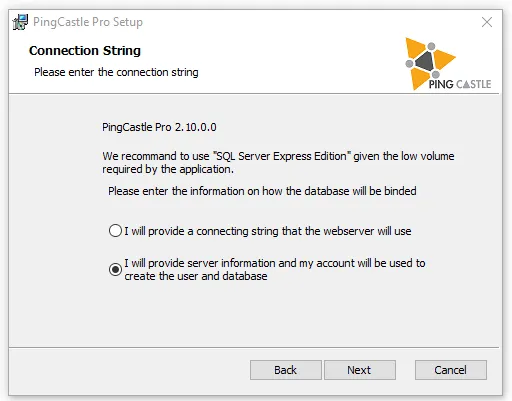 PingCastle Pro Setup
Connection String
Please enter the connection string
PING CASTLE
PingCastle Pro 2.10.0.0
We recommand to use "SQL Server Express Edition" given the low volume
required by the application.
Please enter the information on how the database will be binded
I will provide a connecting string that the webserver will use
I will provide server information and my account will be used to
create the user and database
Back
Next
Cancel